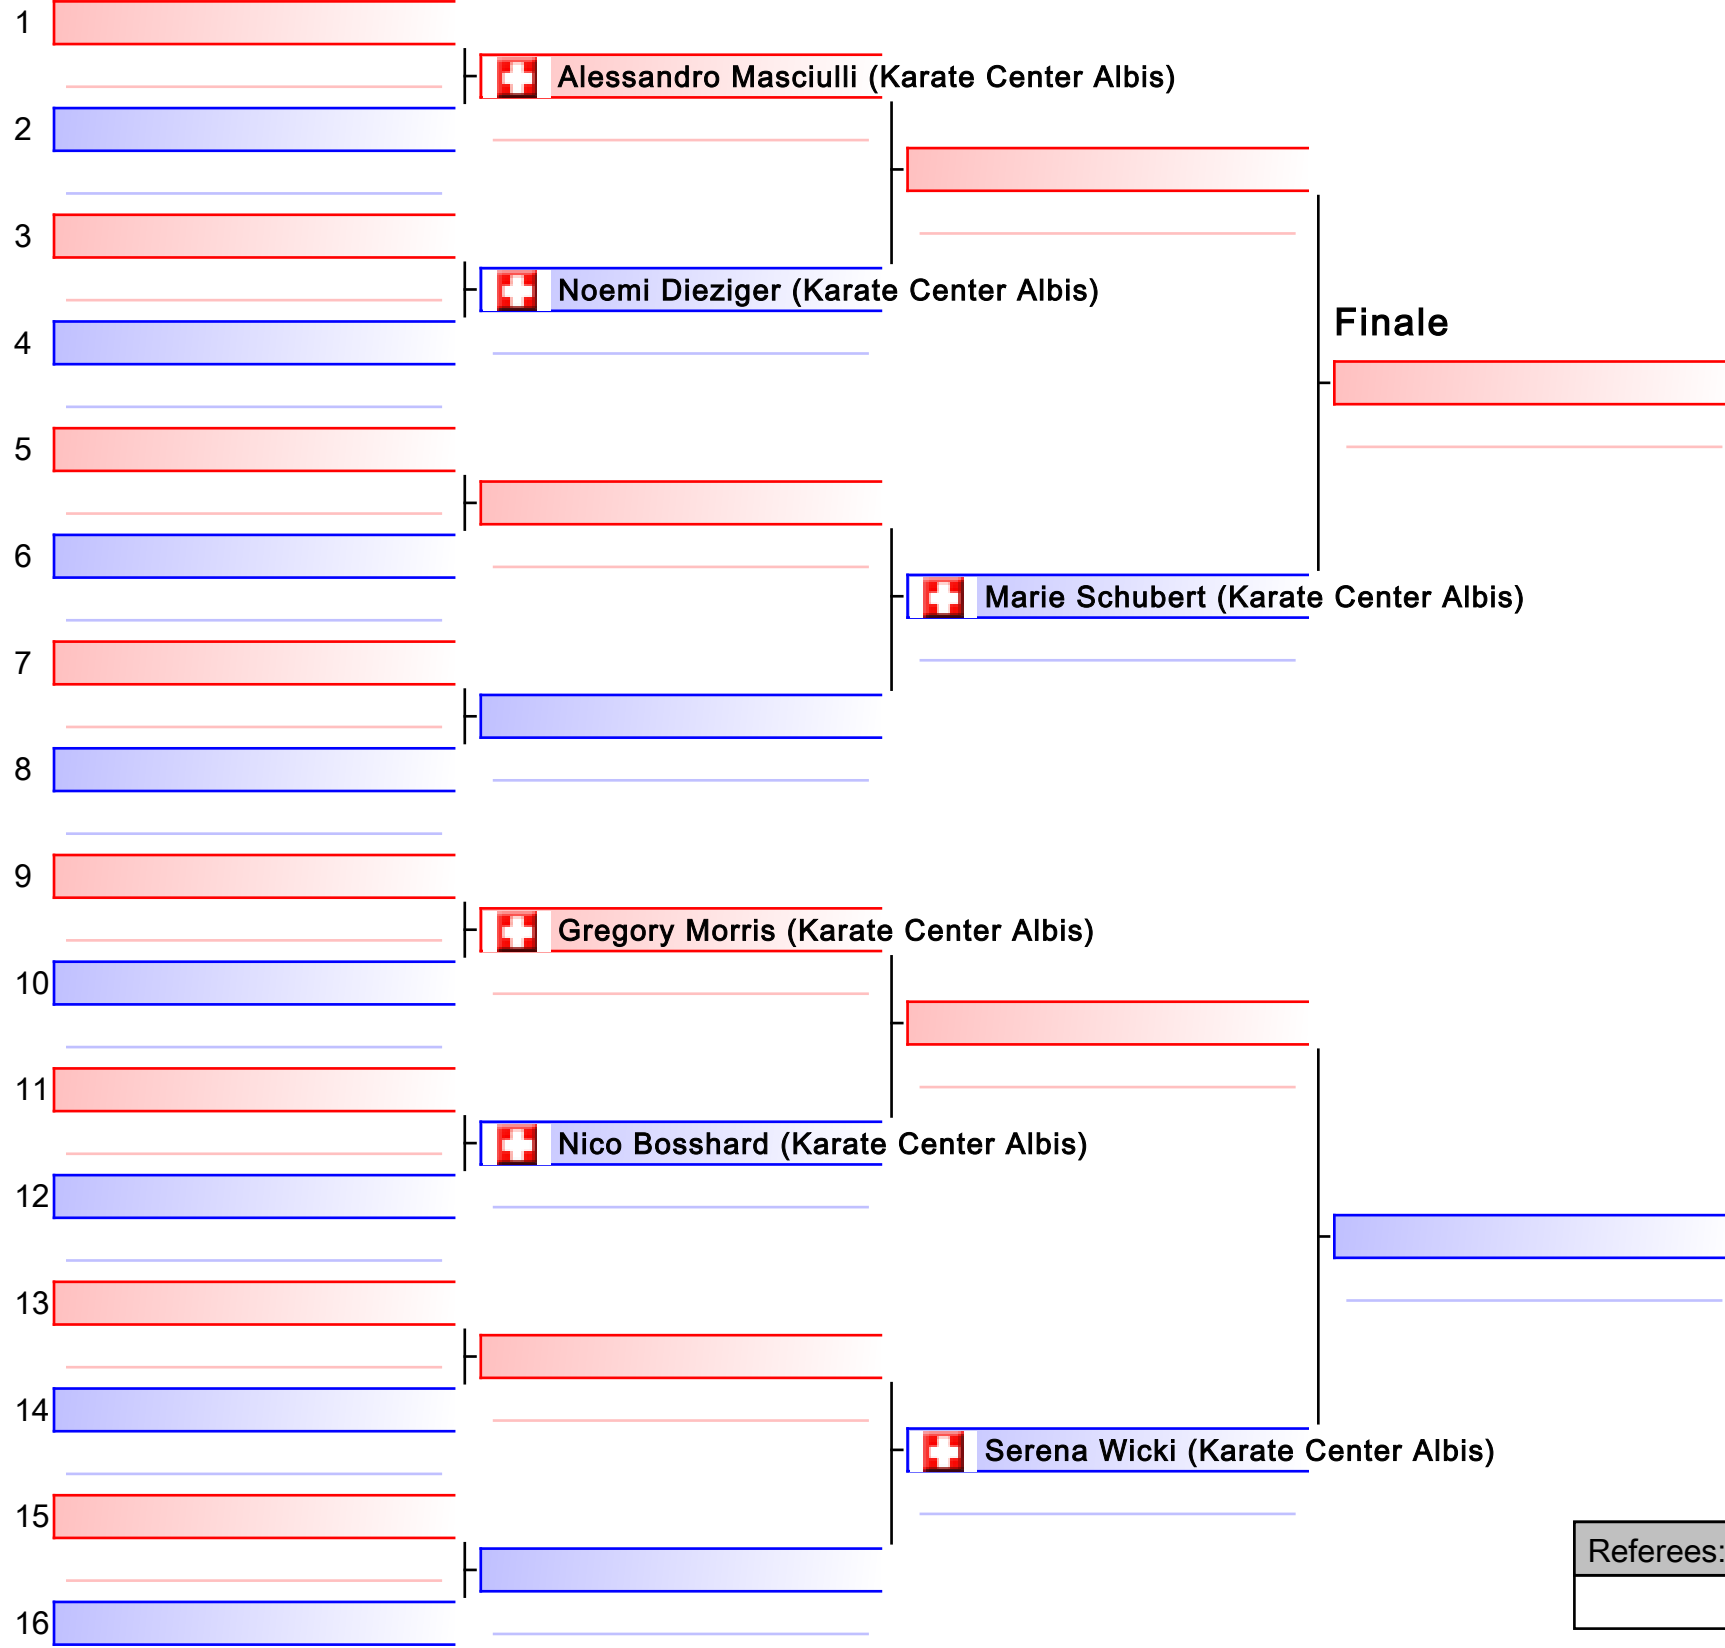 1
Alessandro Masciulli (Karate Center Albis)
2
3
Noemi Dieziger (Karate Center Albis)
Finale
4
5
6
Marie Schubert (Karate Center Albis)
7
8
9
Gregory Morris (Karate Center Albis)
10
11
Nico Bosshard (Karate Center Albis)
12
13
14
Serena Wicki (Karate Center Albis)
15
Referees:
16